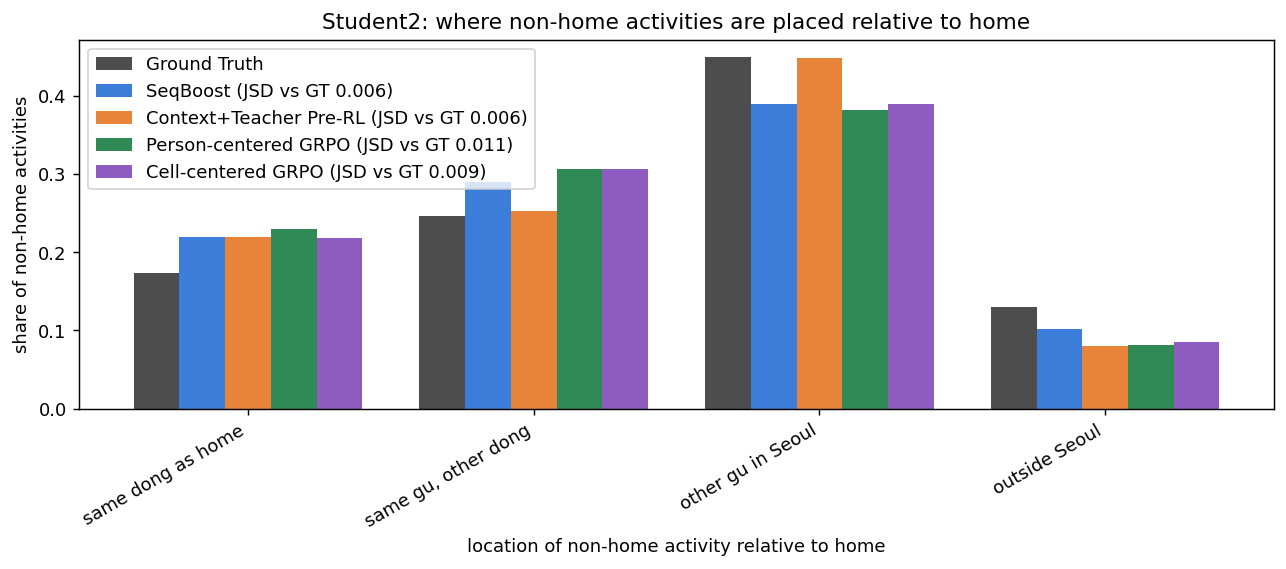 Student2: where non-home activities are placed relative to home
Ground Truth
SeqBoost (JSD vs GT 0.006)
Context+Teacher Pre-RL (JSD vs GT 0.006)
Person-centered GRPO (JSD vs GT 0.011)
Cell-centered GRPO (JSD vs GT 0.009)
share of non-home activities
0.4
0.3
0.2
0.1
0.0
same dong as home
same gu, other dong
other gu in Seoul
outside Seoul
location of non-home activity relative to home